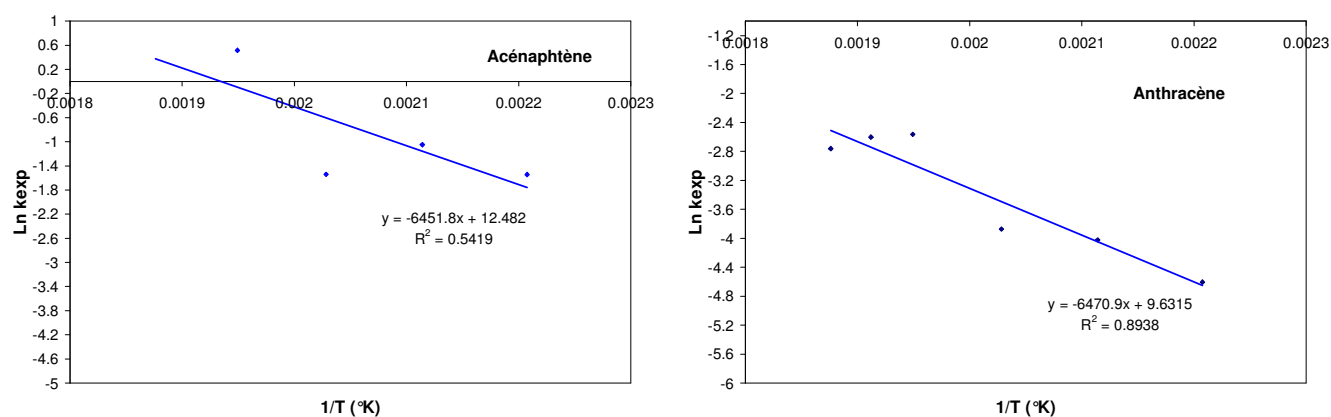 1
0.6
0.2
-0.2
-0.6
-1
-1.4
-1.8
-2.2
-2.6
-3
-3.4
-3.8
-4.2
-4.6
-5
0.0018 0.0019 0.002 0.0021 0.0022 0.0023
Acénaphtène
Ln kexp
y = -6451.8x + 12.482
R² = 0.5419
1/T (°K)
-1.2
-1.6
-2
-2.4
-2.8
-3.2
-3.6
-4
-4.4
-4.8
-5.2
-5.6
-6
0.0018 0.0019 0.002 0.0021 0.0022 0.0023
Anthracène
Ln kexp
y = -6470.9x + 9.6315
R² = 0.8938
1/T (°K)